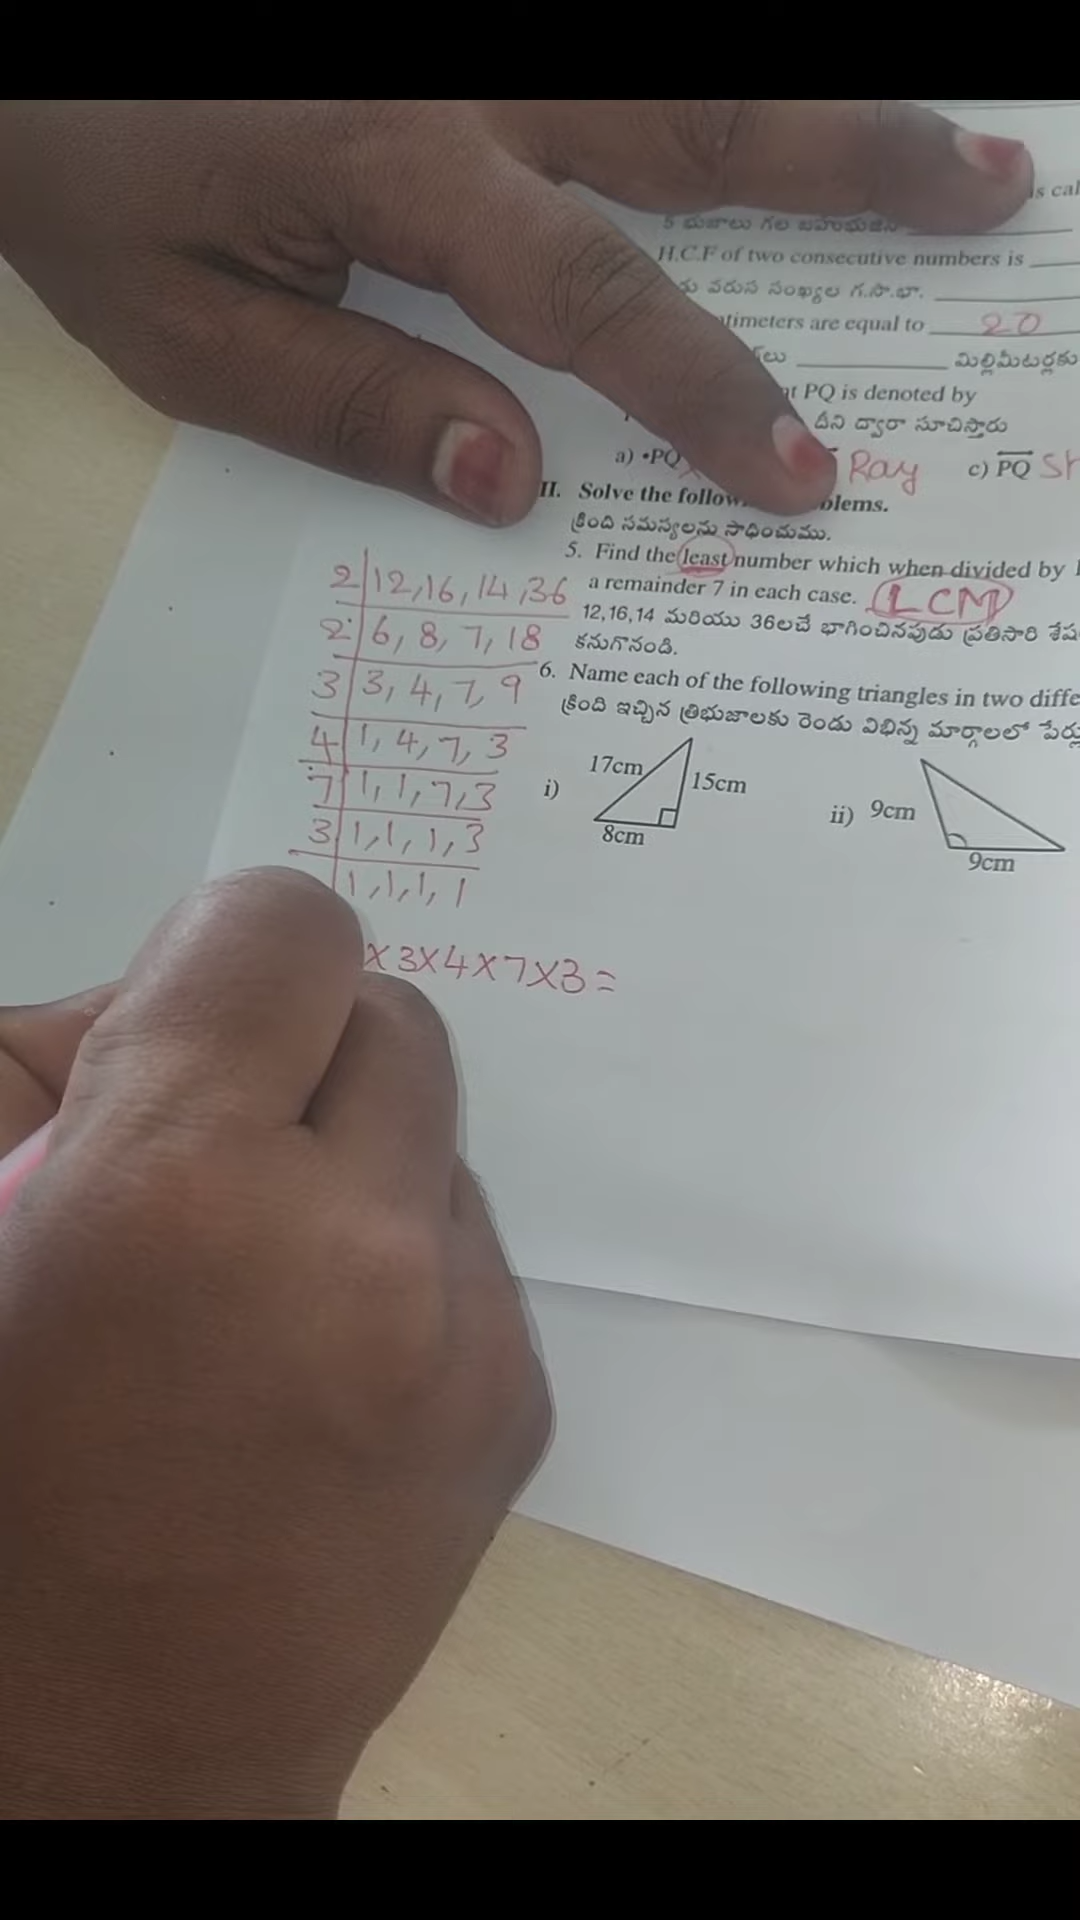 s cal
5 భుజాలు గల బహుభుజిని
H.C.F of two consecutive numbers is
వరుస సంఖ్యల గ.సా.భా.
timeters are equal to 20
మిల్లిమీటర్లకు
PQ is denoted by
దీని ద్వారా సూచిస్తారు
a) •PQ Ray c) PQ
II. Solve the follow blems.
క్రింది సమస్యలను సాధించుము.
5. Find the least number which when divided by
a remainder 7 in each case. LCM
12,16,14 మరియు 36లచే భాగించినపుడు ప్రతిసారి శేష
కనుగొనండి.
6. Name each of the following triangles in two diffe
క్రింది ఇచ్చిన త్రిభుజాలకు రెండు విభిన్న మార్గాలలో పేర్లు
i) 17cm 15cm 8cm
ii) 9cm 9cm
2 12,16,14,36
2 6, 8, 7, 18
3 3, 4, 7, 9
4 1, 4, 7, 3
7 1, 1, 7, 3
3 1, 1, 1, 3
1, 1, 1, 1
×3×4×7×3=